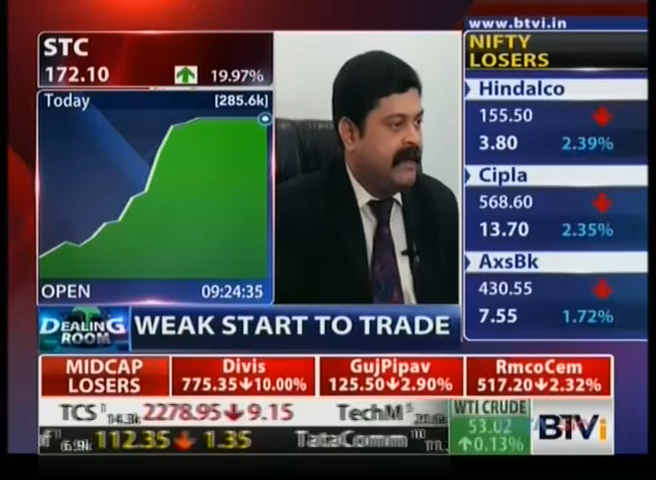 www.btvi.in
STC
172.10 19.97%
Today [285.6k]
OPEN 09:24:35
NIFTY
LOSERS
Hindalco
155.50
3.80 2.39%
Cipla
568.60
13.70 2.35%
AxsBk
430.55
7.55 1.72%
DEALING
ROOM
WEAK START TO TRADE
MIDCAP
LOSERS
Divis
775.35 10.00%
GujPipav
125.50 2.90%
RmcoCem
517.20 2.32%
TCS 2278.95 9.15 TechM
112.35 1.35 TataComm
WTI CRUDE
53.02
0.13%
BTVi